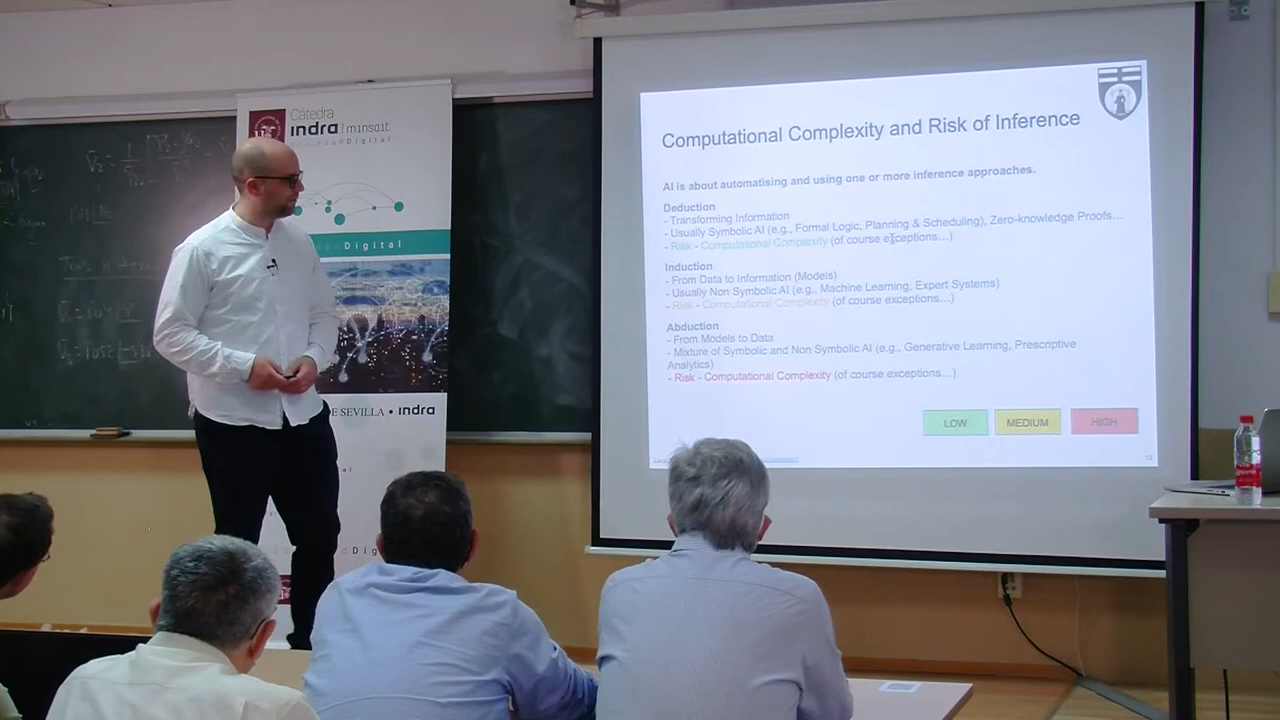 Cátedra
indra | minsait
Sociedad Digital
Digital
DE SEVILLA • indra
Computational Complexity and Risk of Inference
AI is about automatising and using one or more inference approaches.
Deduction
- Transforming Information
- Usually Symbolic AI (e.g., Formal Logic, Planning & Scheduling), Zero-knowledge Proofs…
- Risk - Computational Complexity (of course exceptions…)
Induction
- From Data to Information (Models)
- Usually Non Symbolic AI (e.g., Machine Learning, Expert Systems)
- Risk - Computational Complexity (of course exceptions…)
Abduction
- From Models to Data
- Mixture of Symbolic and Non Symbolic AI (e.g., Generative Learning, Prescriptive
Analytics)
- Risk - Computational Complexity (of course exceptions…)
LOW MEDIUM HIGH